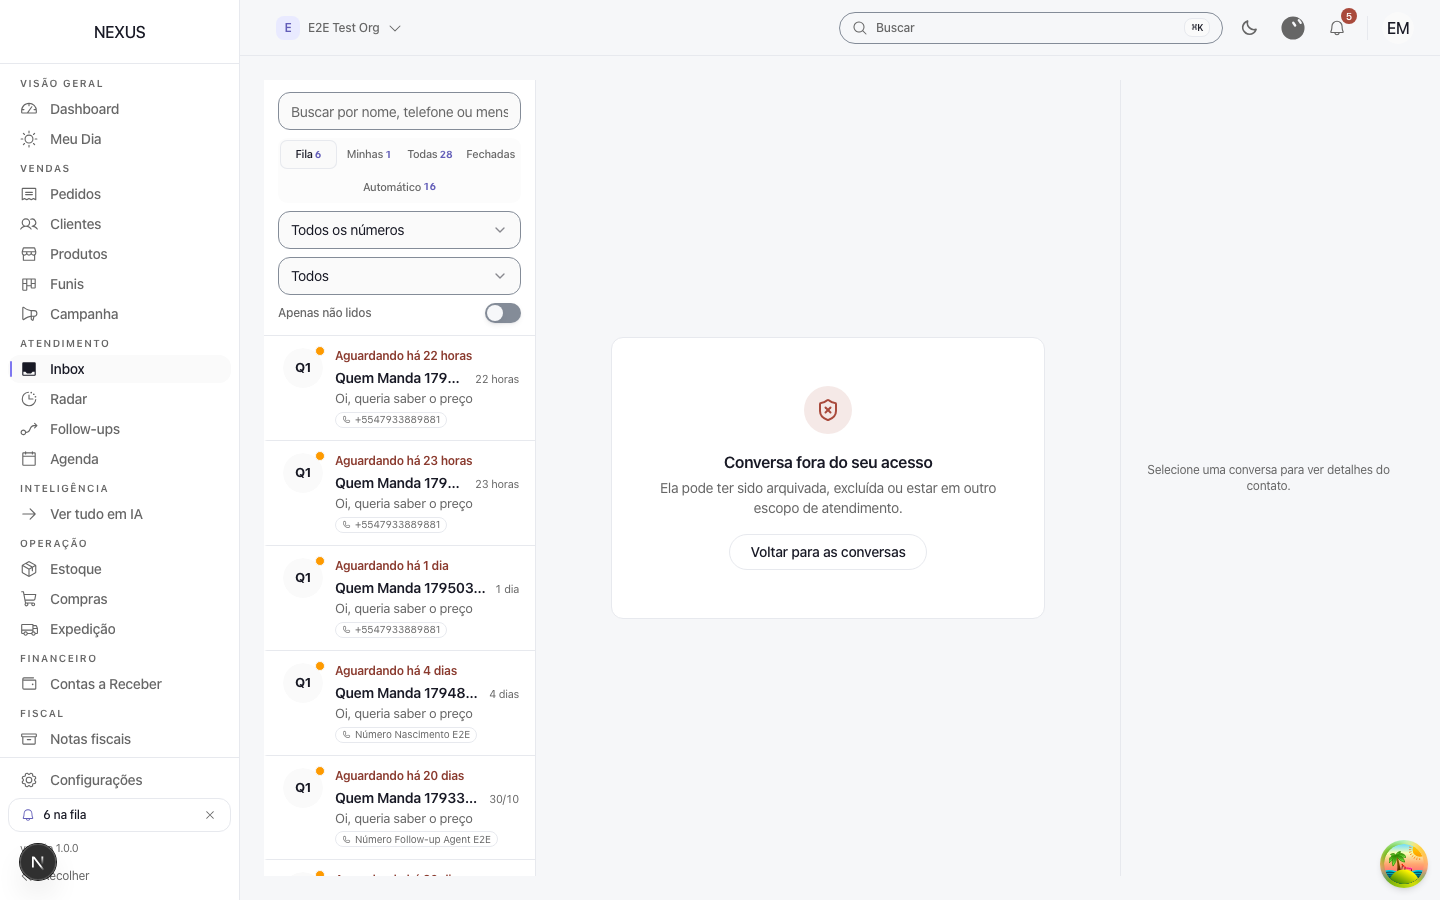 NEXUS
E
E2E Test Org
Buscar
⌘K
5
EM
VISÃO GERAL
Dashboard
Meu Dia
VENDAS
Pedidos
Clientes
Produtos
Funis
Campanha
ATENDIMENTO
Inbox
Radar
Follow-ups
Agenda
INTELIGÊNCIA
Ver tudo em IA
OPERAÇÃO
Estoque
Compras
Expedição
FINANCEIRO
Contas a Receber
FISCAL
Notas fiscais
Configurações
6 na fila
1.0.0
N
Buscar por nome, telefone ou mens
Fila 6
Minhas 1
Todas 28
Fechadas
Automático 16
Todos os números
Todos
Apenas não lidos
Q1
Aguardando há 22 horas
Quem Manda 179...
22 horas
Oi, queria saber o preço
+5547933889881
Q1
Aguardando há 23 horas
Quem Manda 179...
23 horas
Oi, queria saber o preço
+5547933889881
Q1
Aguardando há 1 dia
Quem Manda 179503...
1 dia
Oi, queria saber o preço
+5547933889881
Q1
Aguardando há 4 dias
Quem Manda 17948...
4 dias
Oi, queria saber o preço
Número Nascimento E2E
Q1
Aguardando há 20 dias
Quem Manda 17933...
30/10
Oi, queria saber o preço
Número Follow-up Agent E2E
Conversa fora do seu acesso
Ela pode ter sido arquivada, excluída ou estar em outro
escopo de atendimento.
Voltar para as conversas
Selecione uma conversa para ver detalhes do
contato.